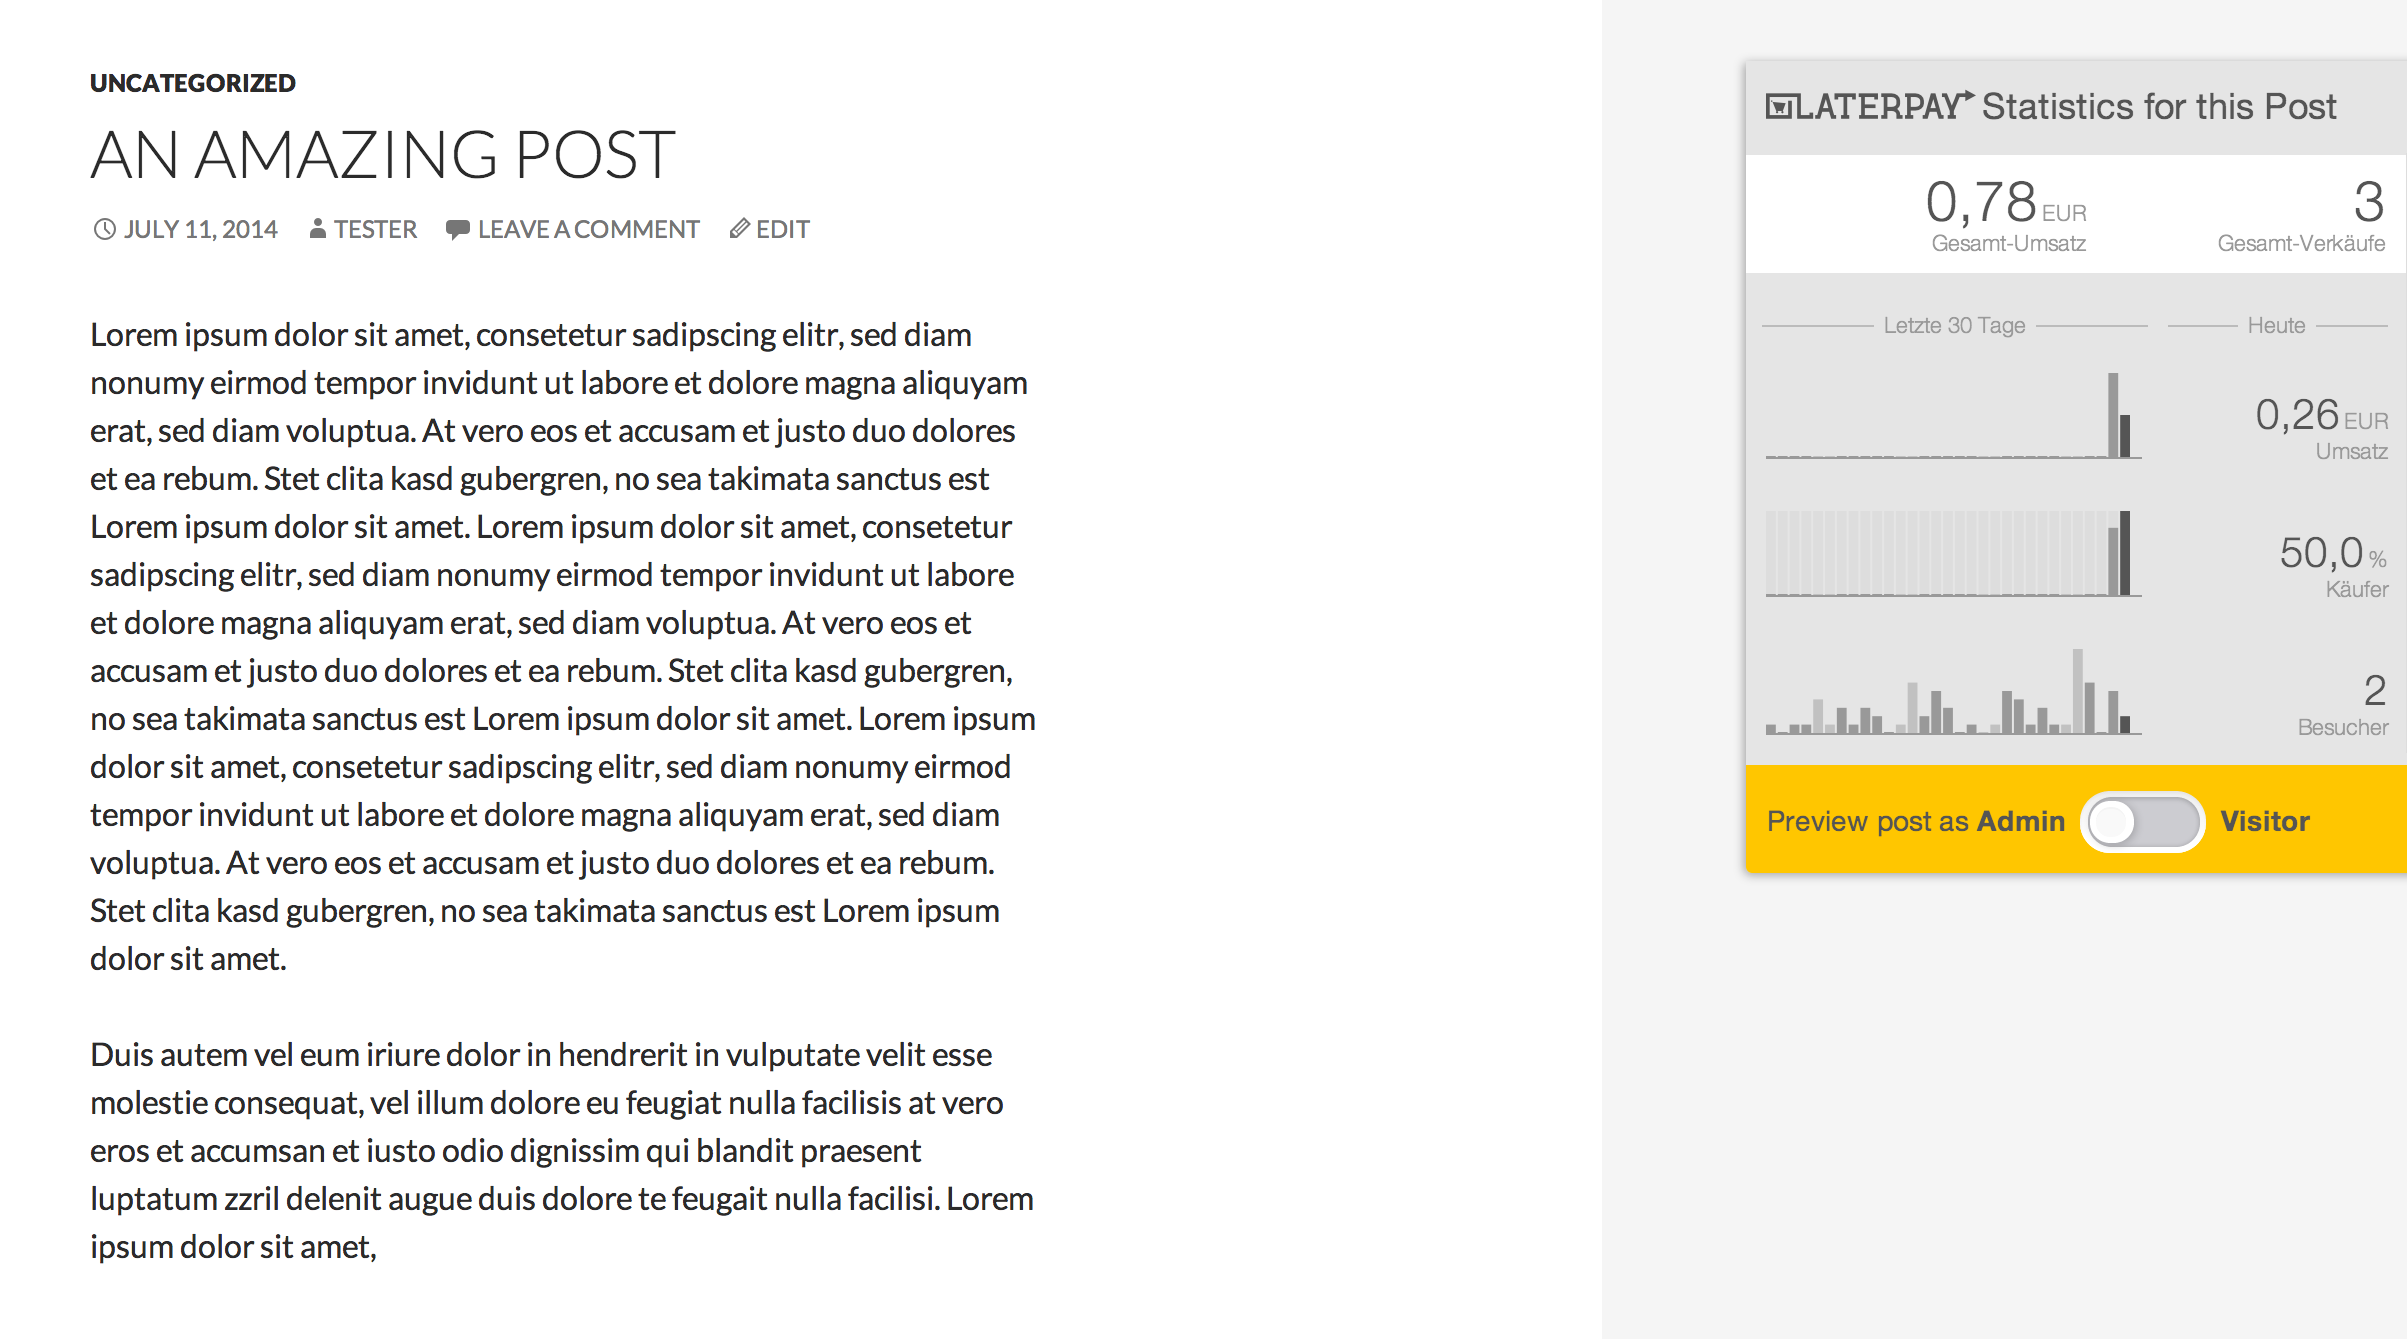 UNCATEGORIZED
AN AMAZING POST
JULY 11, 2014 TESTER LEAVE A COMMENT EDIT
Lorem ipsum dolor sit amet, consetetur sadipscing elitr, sed diam
nonumy eirmod tempor invidunt ut labore et dolore magna aliquyam
erat, sed diam voluptua. At vero eos et accusam et justo duo dolores
et ea rebum. Stet clita kasd gubergren, no sea takimata sanctus est
Lorem ipsum dolor sit amet. Lorem ipsum dolor sit amet, consetetur
sadipscing elitr, sed diam nonumy eirmod tempor invidunt ut labore
et dolore magna aliquyam erat, sed diam voluptua. At vero eos et
accusam et justo duo dolores et ea rebum. Stet clita kasd gubergren,
no sea takimata sanctus est Lorem ipsum dolor sit amet. Lorem ipsum
dolor sit amet, consetetur sadipscing elitr, sed diam nonumy eirmod
tempor invidunt ut labore et dolore magna aliquyam erat, sed diam
voluptua. At vero eos et accusam et justo duo dolores et ea rebum.
Stet clita kasd gubergren, no sea takimata sanctus est Lorem ipsum
dolor sit amet.
Duis autem vel eum iriure dolor in hendrerit in vulputate velit esse
molestie consequat, vel illum dolore eu feugiat nulla facilisis at vero
eros et accumsan et iusto odio dignissim qui blandit praesent
luptatum zzril delenit augue duis dolore te feugait nulla facilisi. Lorem
ipsum dolor sit amet,
LATERPAY Statistics for this Post
0,78 EUR 3
Gesamt-Umsatz Gesamt-Verkäufe
Letzte 30 Tage Heute
0,26 EUR
Umsatz
50,0 %
Käufer
2
Besucher
Preview post as Admin Visitor